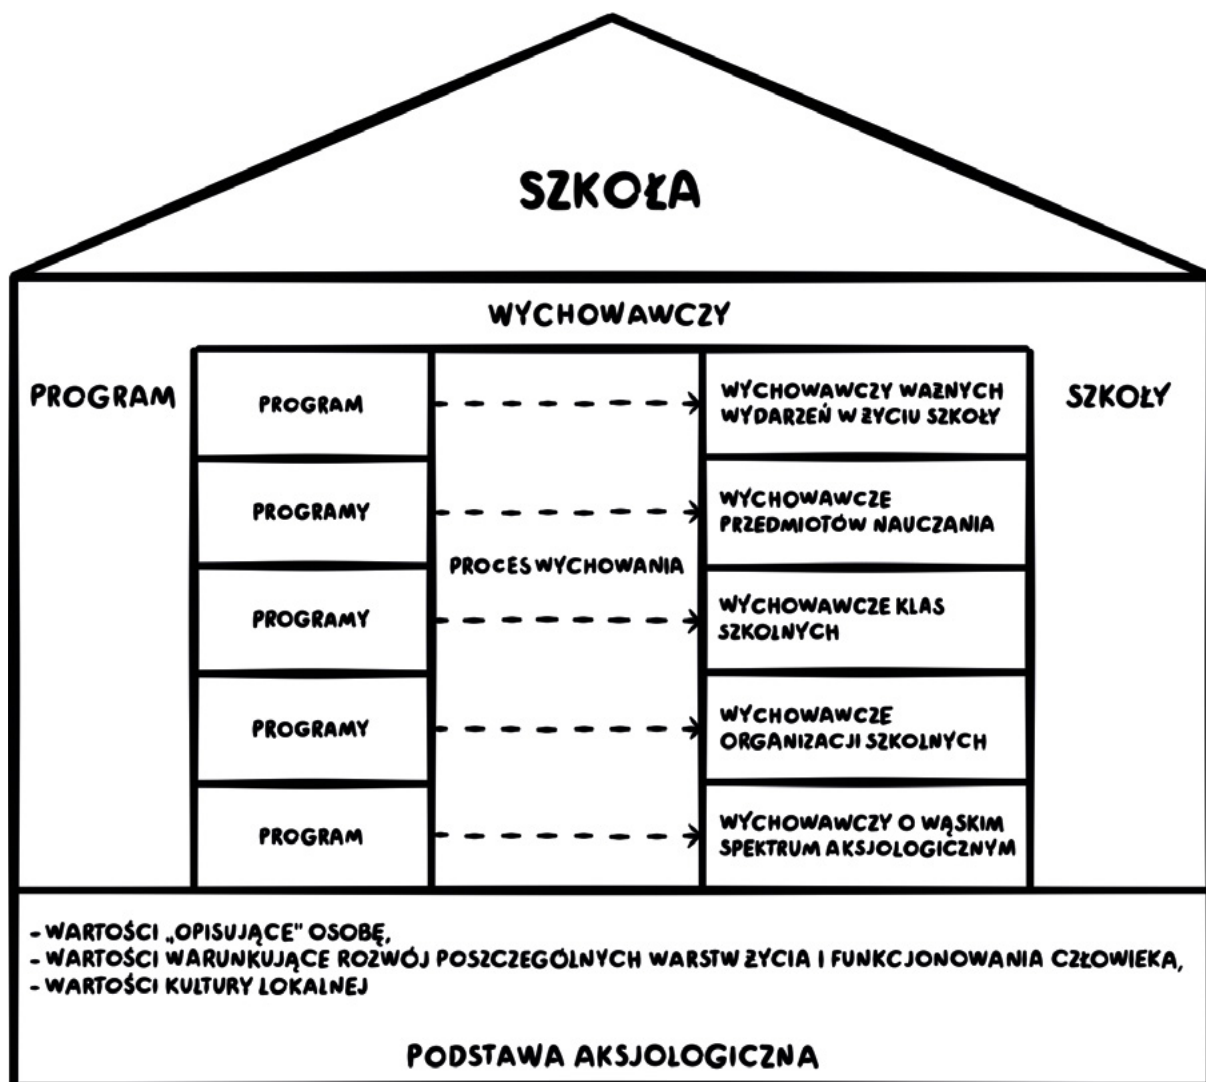 SZKOŁA
WYCHOWAWCZY
PROGRAM
SZKOŁY
PROGRAM
WYCHOWAWCZY WAŻNYCH
WYDARZEŃ W ŻYCIU SZKOŁY
PROGRAMY
WYCHOWAWCZE
PRZEDMIOTÓW NAUCZANIA
PROCES WYCHOWANIA
PROGRAMY
WYCHOWAWCZE KLAS
SZKOLNYCH
PROGRAMY
WYCHOWAWCZE
ORGANIZACJI SZKOLNYCH
PROGRAM
WYCHOWAWCZY O WĄSKIM
SPEKTRUM AKSJOLOGICZNYM
- WARTOŚCI „OPISUJĄCE" OSOBĘ,
- WARTOŚCI WARUNKUJĄCE ROZWÓJ POSZCZEGÓLNYCH WARSTW ŻYCIA I FUNKCJONOWANIA CZŁOWIEKA,
- WARTOŚCI KULTURY LOKALNEJ
PODSTAWA AKSJOLOGICZNA